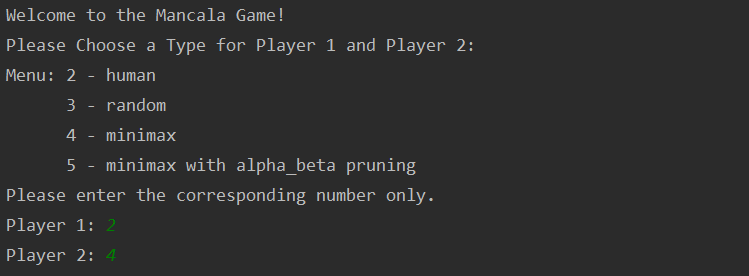 Welcome to the Mancala Game!
Please Choose a Type for Player 1 and Player 2:
Menu: 2 - human
      3 - random
      4 - minimax
      5 - minimax with alpha_beta pruning
Please enter the corresponding number only.
Player 1: 2
Player 2: 4